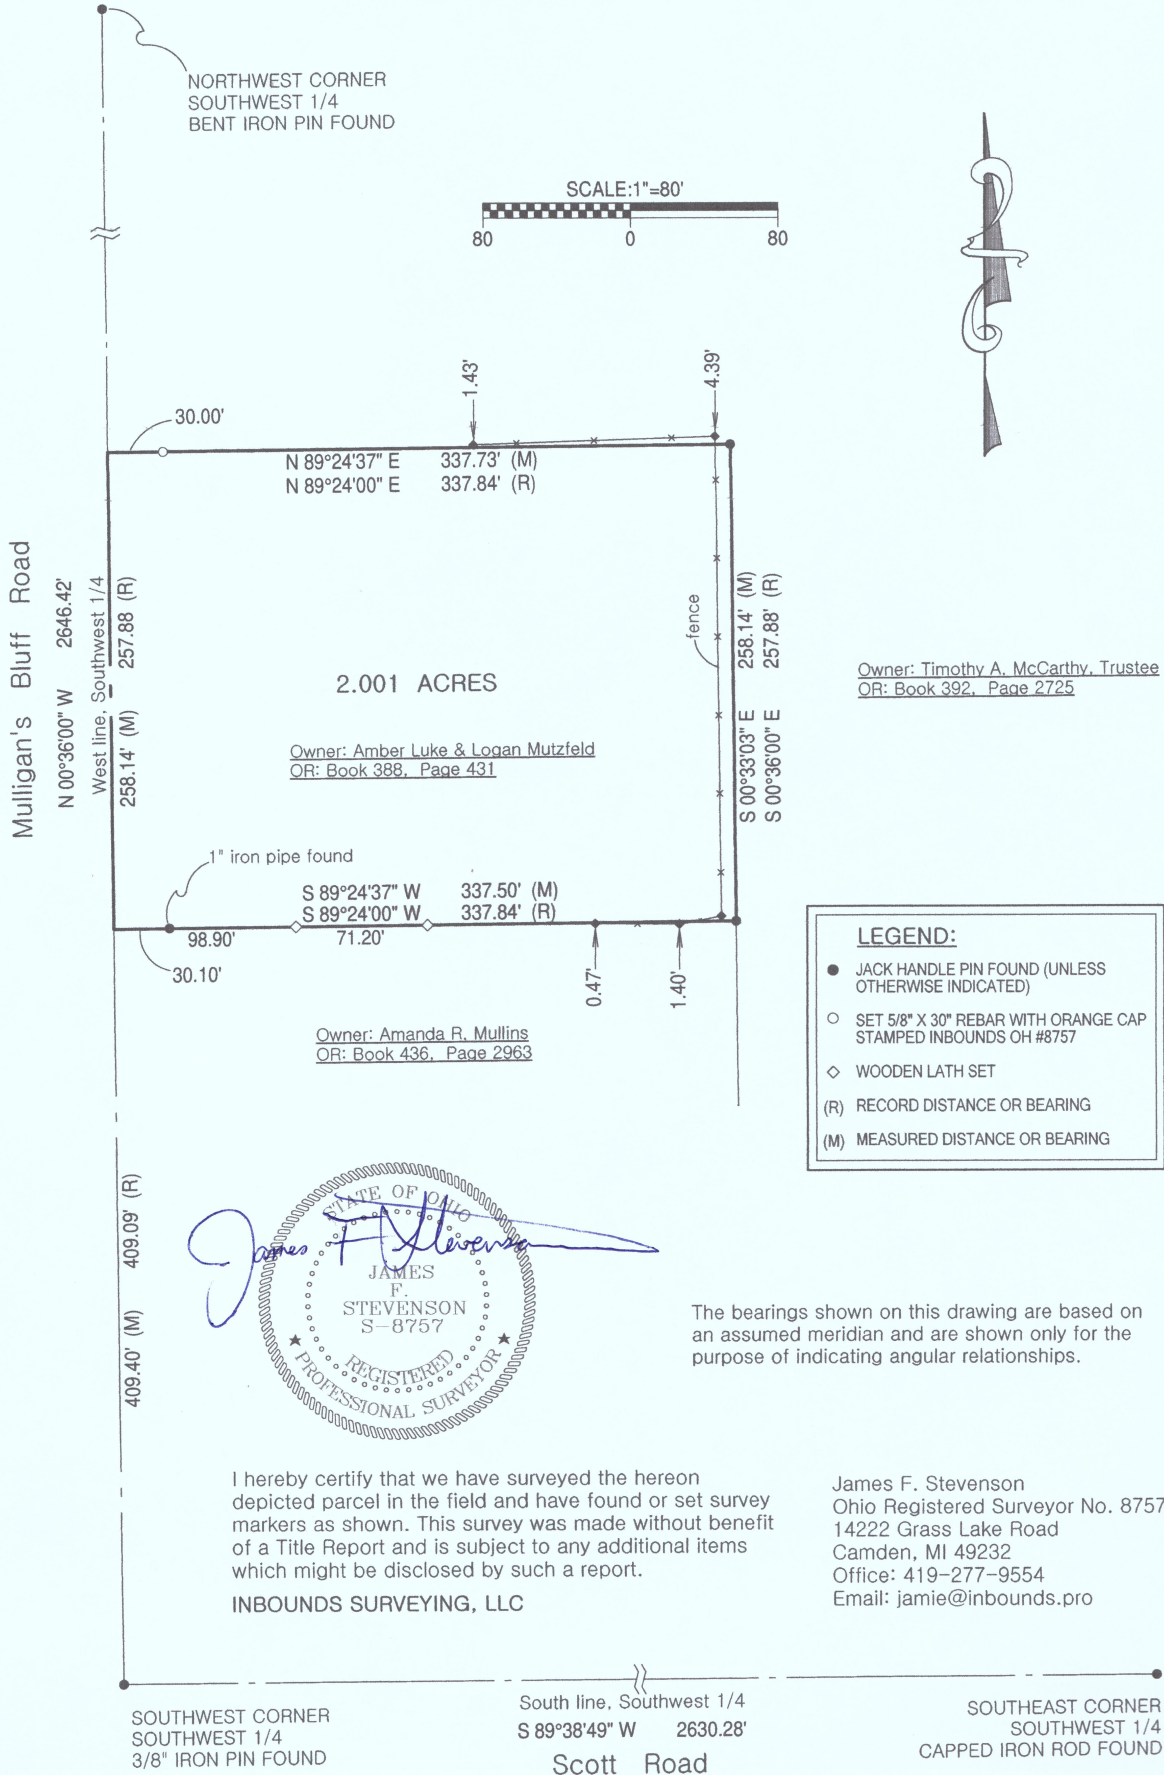 NORTHWEST CORNER
SOUTHWEST 1/4
BENT IRON PIN FOUND
SCALE:1"=80'
80 0 80
30.00'
1.43'
4.39'
N 89°24'37" E 337.73' (M)
N 89°24'00" E 337.84' (R)
Mulligan's Bluff Road
N 00°36'00" W 2646.42'
West line, Southwest 1/4
258.14' (M) 257.88 (R)
fence
S 00°33'03" E 258.14' (M)
S 00°36'00" E 257.88' (R)
2.001 ACRES
Owner: Amber Luke & Logan Mutzfeld
OR: Book 388, Page 431
Owner: Timothy A. McCarthy, Trustee
OR: Book 392, Page 2725
1" iron pipe found
S 89°24'37" W 337.50' (M)
S 89°24'00" W 337.84' (R)
98.90' 71.20'
30.10'
0.47'
1.40'
Owner: Amanda R. Mullins
OR: Book 436, Page 2963
LEGEND:
JACK HANDLE PIN FOUND (UNLESS
OTHERWISE INDICATED)
SET 5/8" X 30" REBAR WITH ORANGE CAP
STAMPED INBOUNDS OH #8757
WOODEN LATH SET
(R) RECORD DISTANCE OR BEARING
(M) MEASURED DISTANCE OR BEARING
409.40' (M) 409.09' (R)
STATE OF OHIO
James F Stevenson
JAMES
F.
STEVENSON
S-8757
REGISTERED
PROFESSIONAL SURVEYOR
The bearings shown on this drawing are based on
an assumed meridian and are shown only for the
purpose of indicating angular relationships.
I hereby certify that we have surveyed the hereon
depicted parcel in the field and have found or set survey
markers as shown. This survey was made without benefit
of a Title Report and is subject to any additional items
which might be disclosed by such a report.
INBOUNDS SURVEYING, LLC
James F. Stevenson
Ohio Registered Surveyor No. 8757
14222 Grass Lake Road
Camden, MI 49232
Office: 419-277-9554
Email: jamie@inbounds.pro
SOUTHWEST CORNER
SOUTHWEST 1/4
3/8" IRON PIN FOUND
South line, Southwest 1/4
S 89°38'49" W 2630.28'
Scott Road
SOUTHEAST CORNER
SOUTHWEST 1/4
CAPPED IRON ROD FOUND